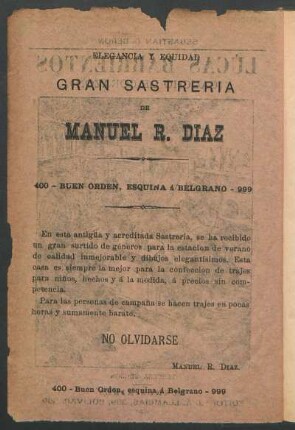 ELEGANCIA Y EQUIDAD
GRAN SASTRERIA
DE
MANUEL R. DIAZ
400 - BUEN ORDEN, ESQUINA á BELGRANO - 999
En esta antigüa y acreditada Sastreria, se ha recibido
un gran surtido de géneros para la estacion de verano
de calidad inmejorable y dibujos elegantísimos. Esta
casa es siempre la mejor para la confeccion de trajes
para niños, hechos y á la medida, á precios sin com-
petencia.
Para las personas de campaña se hacen trajes en pocas
horas y sumamente barato.
NO OLVIDARSE
MANUEL R. DIAZ.
400 - Buen Orden, esquina á Belgrano - 999